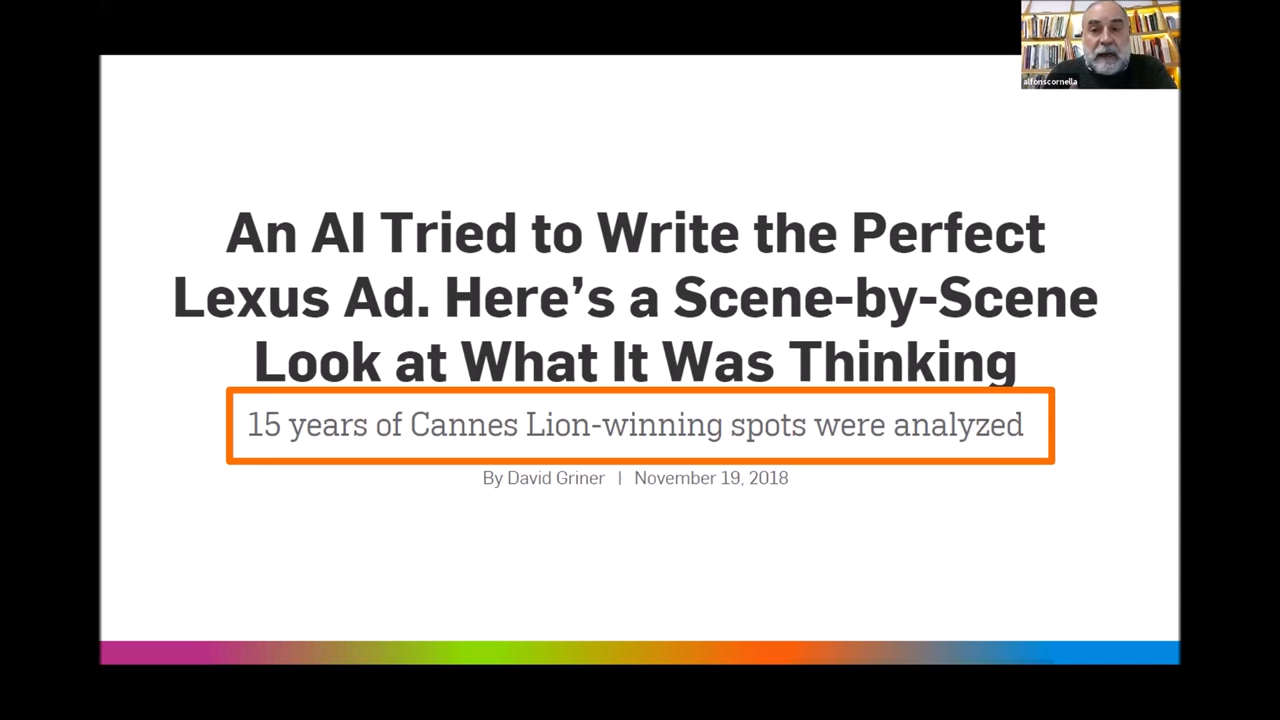 alfonscornella
An AI Tried to Write the Perfect
Lexus Ad. Here’s a Scene-by-Scene
Look at What It Was Thinking
15 years of Cannes Lion-winning spots were analyzed
By David Griner | November 19, 2018